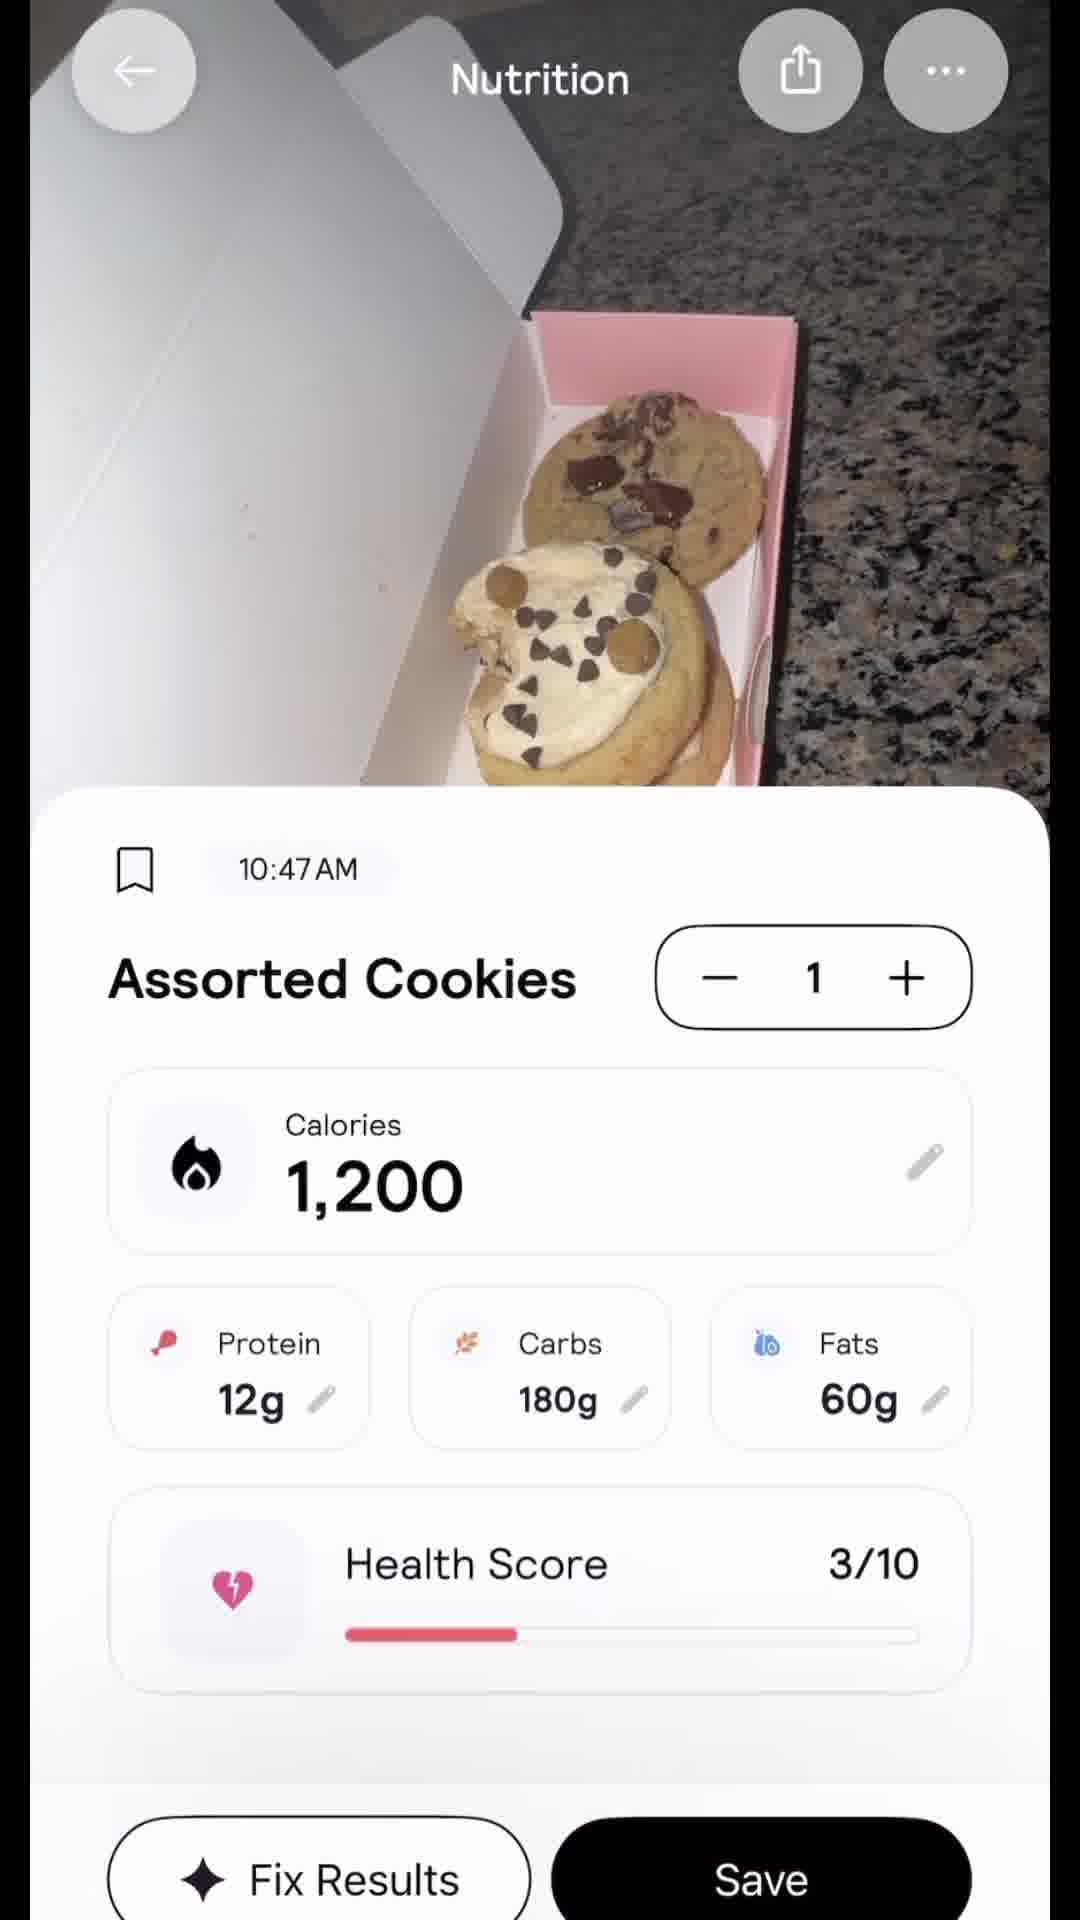 Nutrition
10:47 AM
Assorted Cookies
1
Calories
1,200
Protein
12g
Carbs
180g
Fats
60g
Health Score
3/10
Fix Results
Save